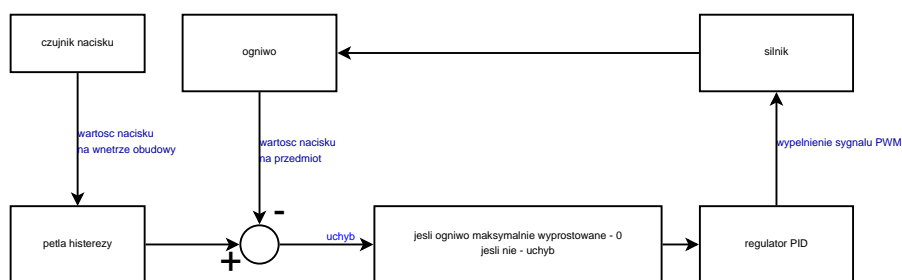 czujnik nacisku
ogniwo
silnik
wartosc nacisku
na wnetrze obudowy
wartosc nacisku
na przedmiot
wypelnienie sygnalu PWM
-
petla histerezy
+
uchyb
jesli ogniwo maksymalnie wyprostowane - 0
jesli nie - uchyb
regulator PID